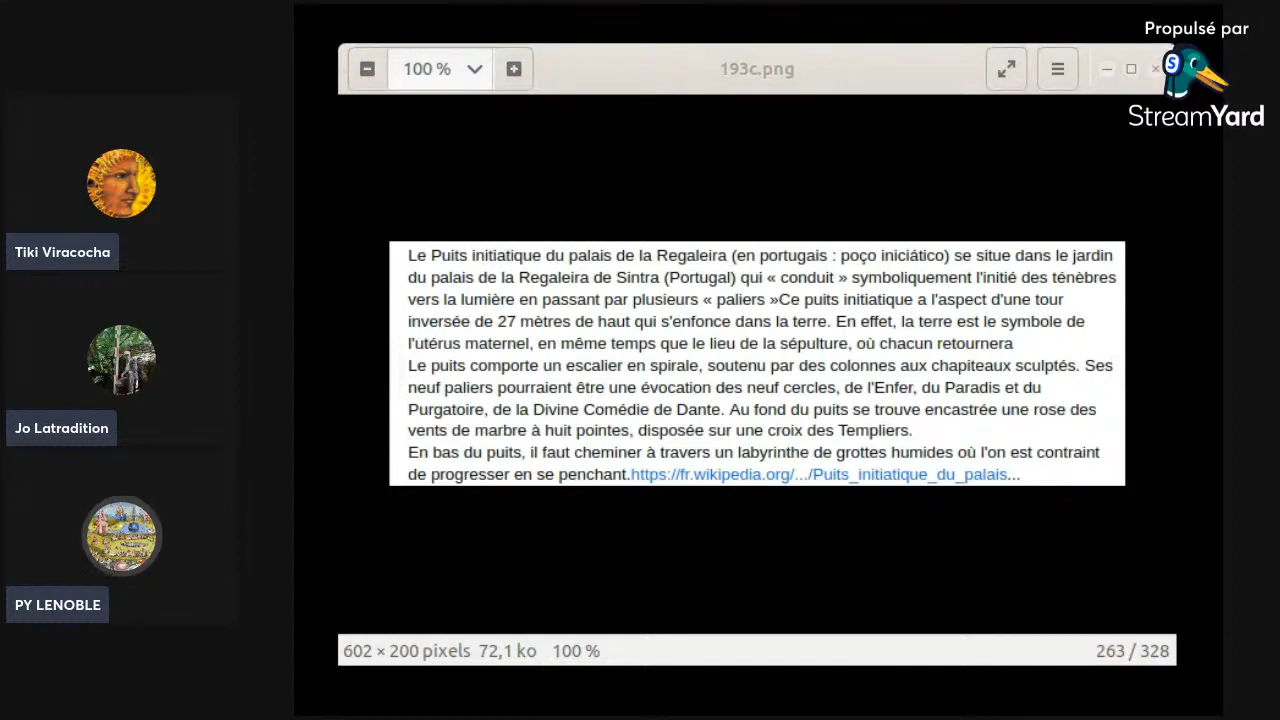 Propulsé par
StreamYard
100 %
193c.png
Tiki Viracocha
Jo Latradition
PY LENOBLE
Le Puits initiatique du palais de la Regaleira (en portugais : poço iniciático) se situe dans le jardin
du palais de la Regaleira de Sintra (Portugal) qui « conduit » symboliquement l'initié des ténèbres
vers la lumière en passant par plusieurs « paliers »Ce puits initiatique a l'aspect d'une tour
inversée de 27 mètres de haut qui s'enfonce dans la terre. En effet, la terre est le symbole de
l'utérus maternel, en même temps que le lieu de la sépulture, où chacun retournera
Le puits comporte un escalier en spirale, soutenu par des colonnes aux chapiteaux sculptés. Ses
neuf paliers pourraient être une évocation des neuf cercles, de l'Enfer, du Paradis et du
Purgatoire, de la Divine Comédie de Dante. Au fond du puits se trouve encastrée une rose des
vents de marbre à huit pointes, disposée sur une croix des Templiers.
En bas du puits, il faut cheminer à travers un labyrinthe de grottes humides où l'on est contraint
de progresser en se penchant.https://fr.wikipedia.org/.../Puits_initiatique_du_palais...
602 × 200 pixels 72,1 ko 100 %
263 / 328